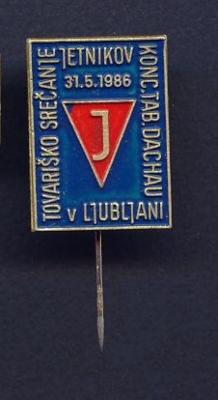 TOVARIŠKO SREČANJE
JETNIKOV
KONC.TAB.DACHAU
31.5.1986
J
V LJUBLJANI